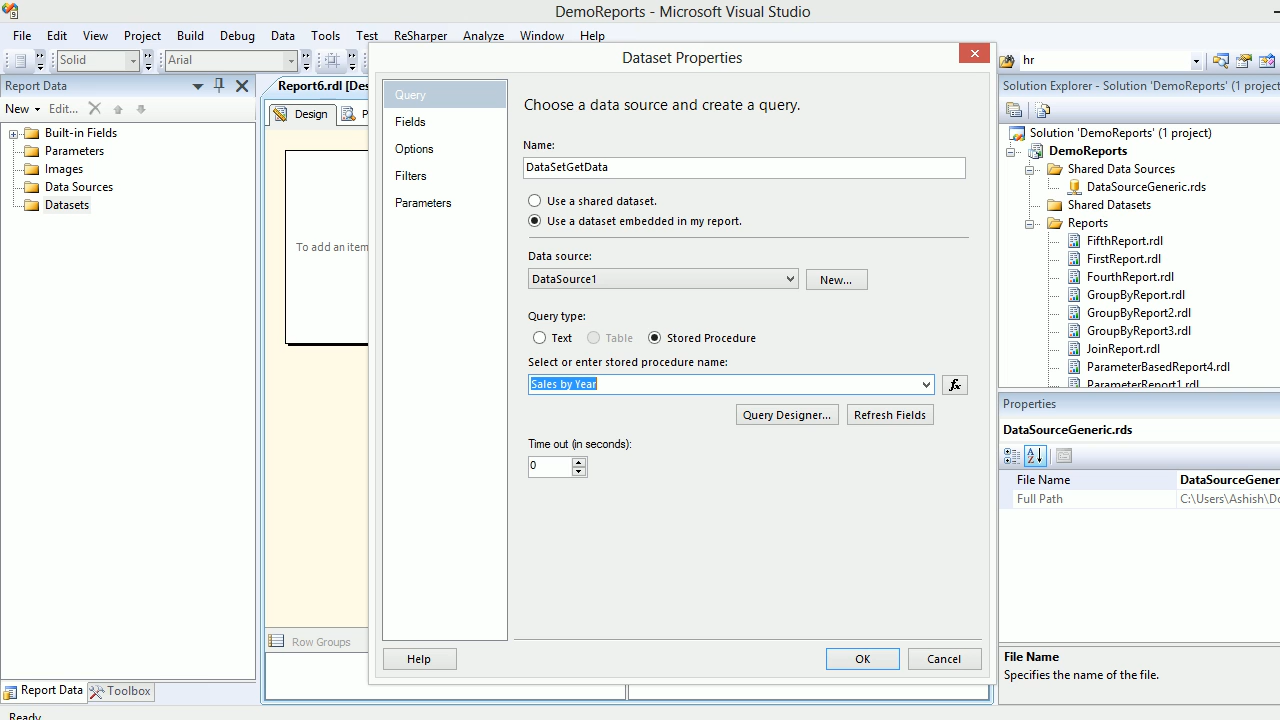 DemoReports - Microsoft Visual Studio
File Edit View Project Build Debug Data Tools Test ReSharper Analyze Window Help
Solid Arial hr
Report Data
New Edit...
Built-in Fields
Parameters
Images
Data Sources
Datasets
Report Data Toolbox
Ready
Report6.rdl [Des
Design P
To add an item
Row Groups
Dataset Properties
Query
Fields
Options
Filters
Parameters
Choose a data source and create a query.
Name:
DataSetGetData
Use a shared dataset.
Use a dataset embedded in my report.
Data source:
DataSource1 New...
Query type:
Text Table Stored Procedure
Select or enter stored procedure name:
Sales by Year fx
Query Designer... Refresh Fields
Time out (in seconds):
0
Help OK Cancel
Solution Explorer - Solution 'DemoReports' (1 project
Solution 'DemoReports' (1 project)
DemoReports
Shared Data Sources
DataSourceGeneric.rds
Shared Datasets
Reports
FifthReport.rdl
FirstReport.rdl
FourthReport.rdl
GroupByReport.rdl
GroupByReport2.rdl
GroupByReport3.rdl
JoinReport.rdl
ParameterBasedReport4.rdl
ParameterReport1.rdl
Properties
DataSourceGeneric.rds
A
Z
File Name DataSourceGener
Full Path C:\Users\Ashish\Do
File Name
Specifies the name of the file.